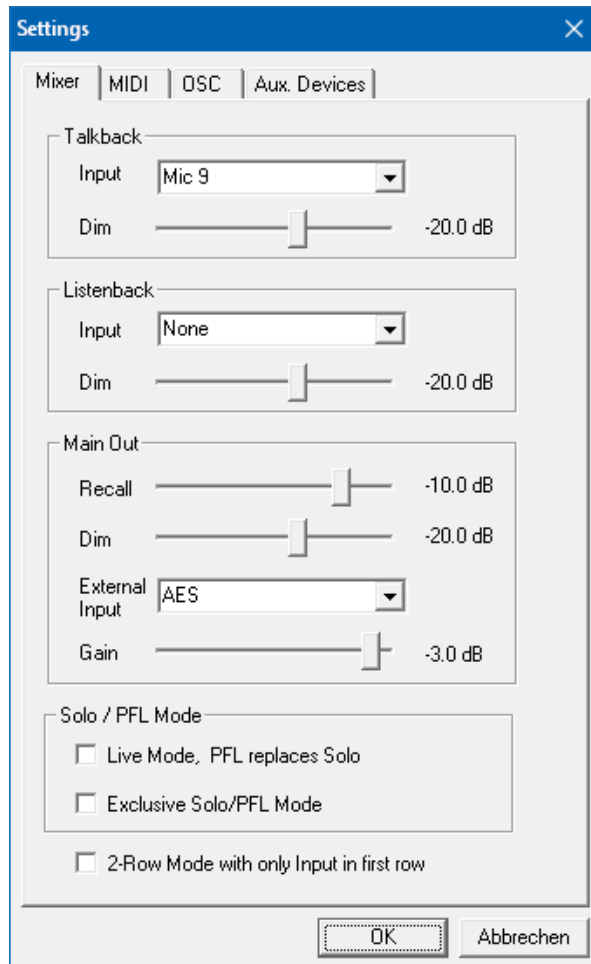 Settings
Mixer MIDI OSC Aux. Devices
Talkback
Input Mic 9
Dim -20.0 dB
Listenback
Input None
Dim -20.0 dB
Main Out
Recall -10.0 dB
Dim -20.0 dB
External
Input AES
Gain -3.0 dB
Solo / PFL Mode
Live Mode, PFL replaces Solo
Exclusive Solo/PFL Mode
2-Row Mode with only Input in first row
OK Abbrechen